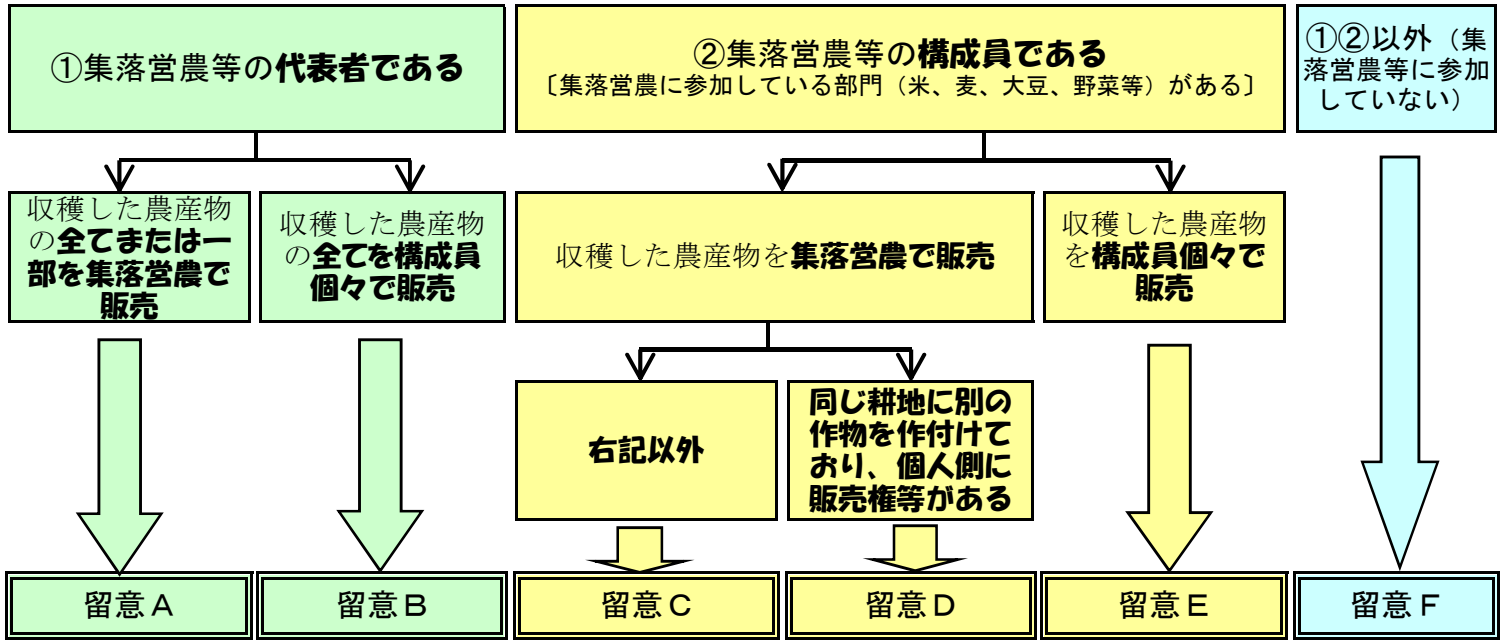 ①集落営農等の代表者である
②集落営農等の構成員である
〔集落営農に参加している部門（米、麦、大豆、野菜等）がある〕
①②以外（集
落営農等に参加
していない）
収穫した農産物
の全てまたは一
部を集落営農で
販売
収穫した農産物
の全てを構成員
個々で販売
収穫した農産物を集落営農で販売
収穫した農産物
を構成員個々で
販売
右記以外
同じ耕地に別の
作物を作付けて
おり、個人側に
販売権等がある
留意Ａ
留意Ｂ
留意Ｃ
留意Ｄ
留意Ｅ
留意Ｆ